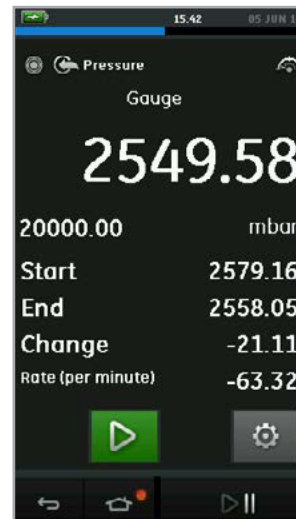 15.42 05 JUN 1
Pressure
Gauge
2549.58
20000.00 mbar
Start 2579.16
End 2558.05
Change -21.11
Rate (per minute) -63.32